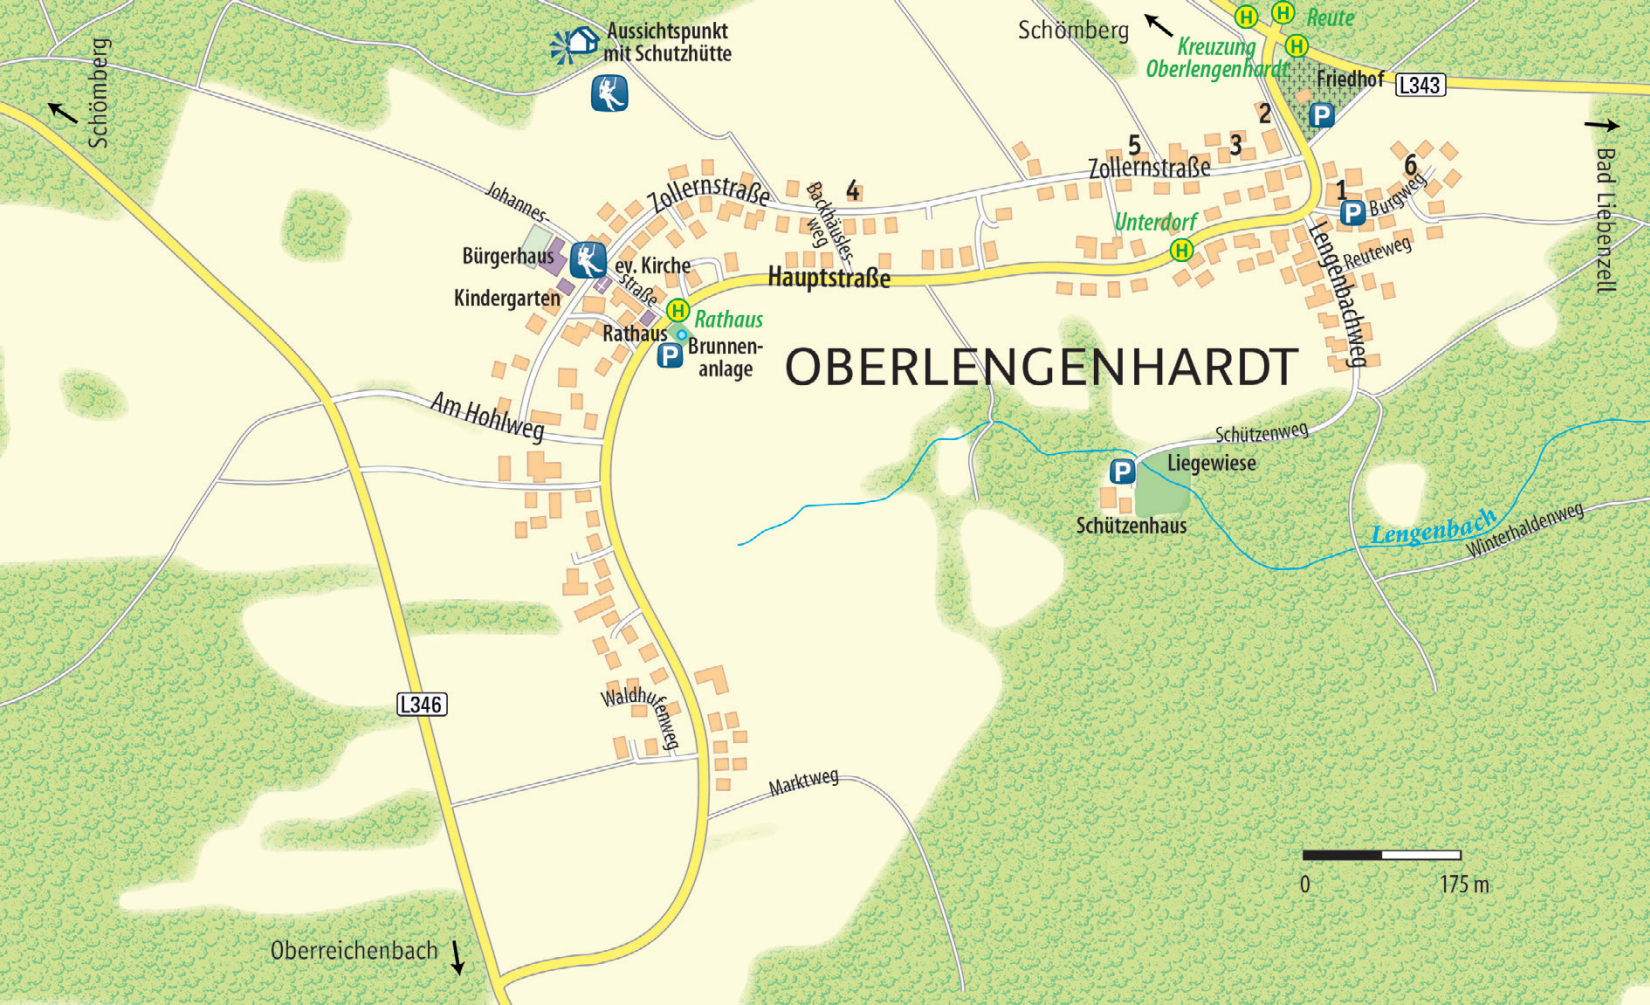 Aussichtspunkt
mit Schutzhütte
Schömberg
Schömberg
H
H
Reute
H
Kreuzung
Oberlengenhardt
Friedhof
L343
P
2
3
5
Zollernstraße
6
1
P
Burgweg
Bad Liebenzell
Johannes-
straße
Zollernstraße
4
Backhäusles-
weg
Unterdorf
H
Lengenbachweg
Reuteweg
Bürgerhaus
ev. Kirche
Kindergarten
Hauptstraße
H
Rathaus
Rathaus
P
Brunnen-
anlage
OBERLENGENHARDT
Am Hohlweg
Schützenweg
P
Liegewiese
Schützenhaus
Lengenbach
Winterhaldenweg
L346
Waldhufenweg
Marktweg
0
175 m
Oberreichenbach